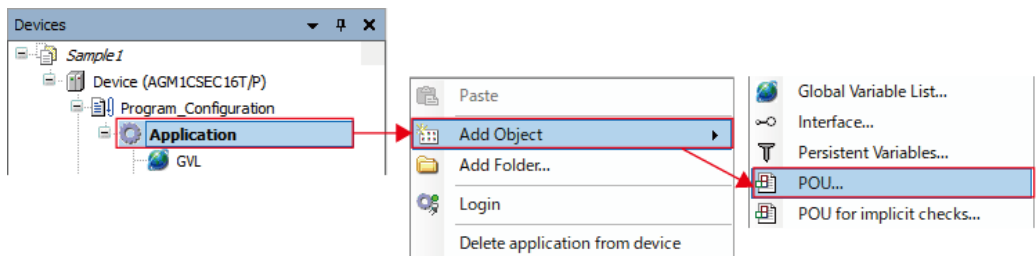 Devices
Sample1
Device (AGM1CSEC16T/P)
Program_Configuration
Application
GVL
Paste
Add Object
Add Folder...
Login
Delete application from device
Global Variable List...
Interface...
Persistent Variables...
POU...
POU for implicit checks...